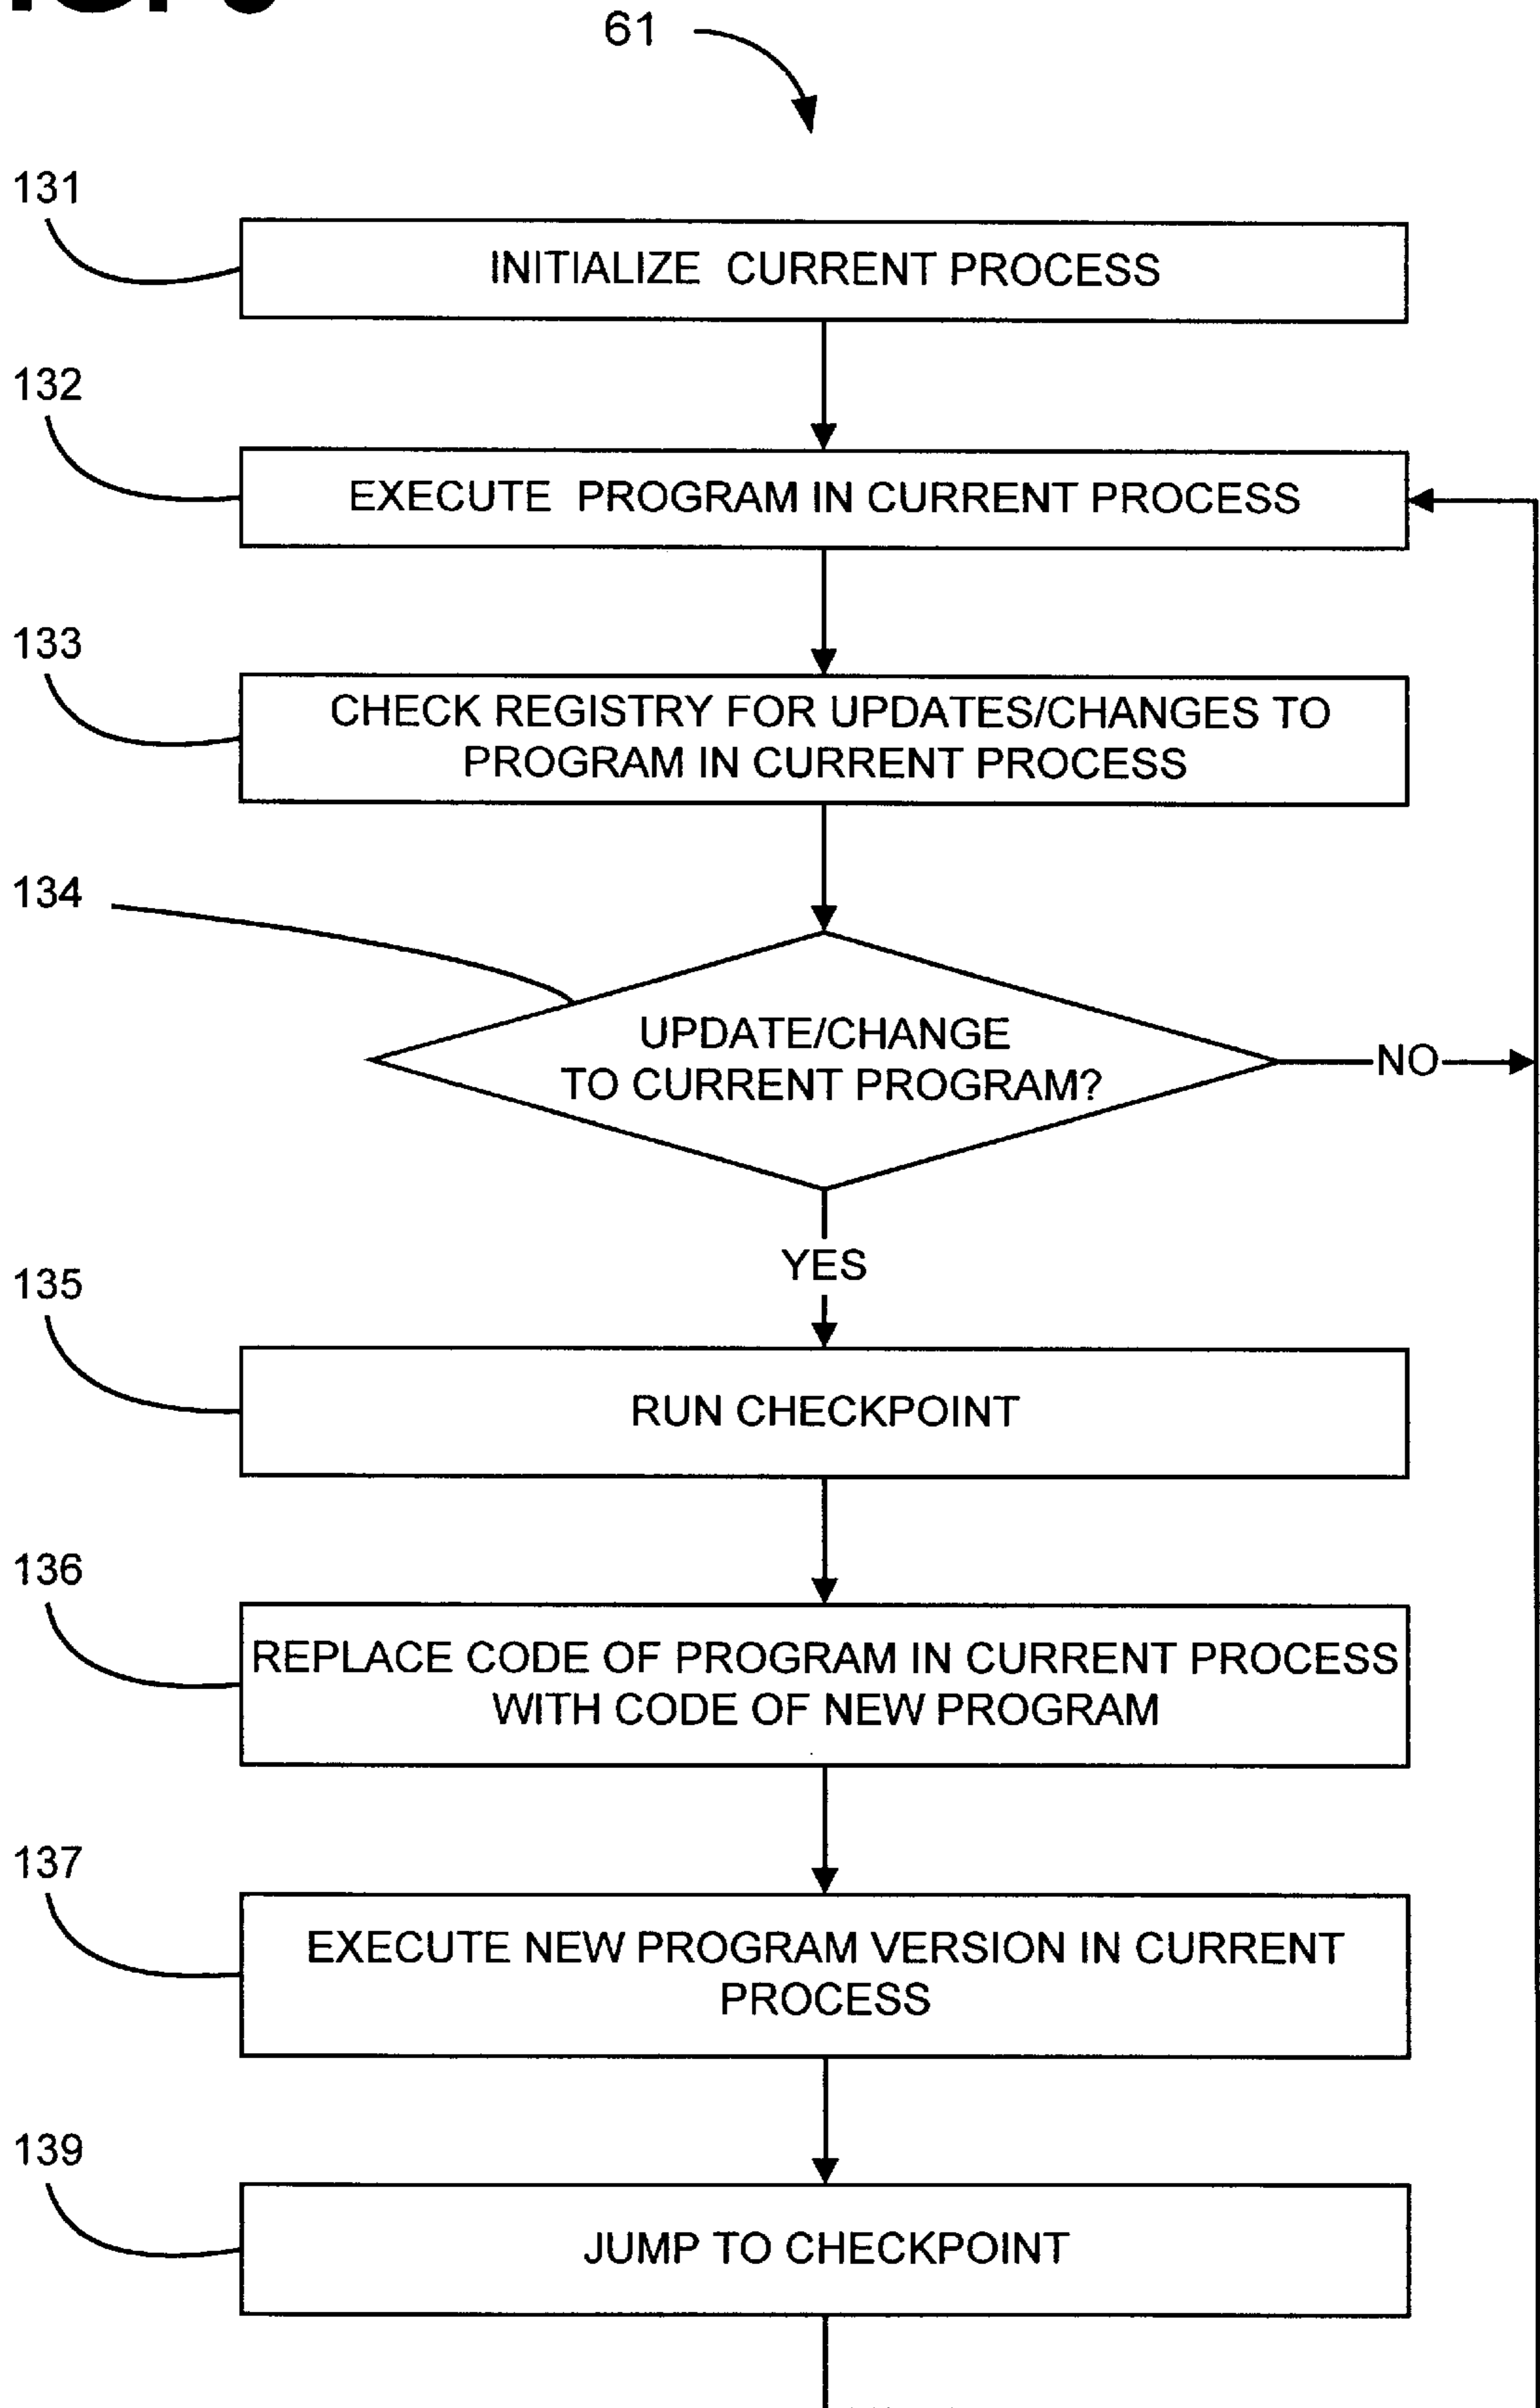 61
131
INITIALIZE CURRENT PROCESS
132
EXECUTE PROGRAM IN CURRENT PROCESS
133
CHECK REGISTRY FOR UPDATES/CHANGES TO
PROGRAM IN CURRENT PROCESS
134
UPDATE/CHANGE
TO CURRENT PROGRAM?
NO
YES
135
RUN CHECKPOINT
136
REPLACE CODE OF PROGRAM IN CURRENT PROCESS
WITH CODE OF NEW PROGRAM
137
EXECUTE NEW PROGRAM VERSION IN CURRENT
PROCESS
139
JUMP TO CHECKPOINT